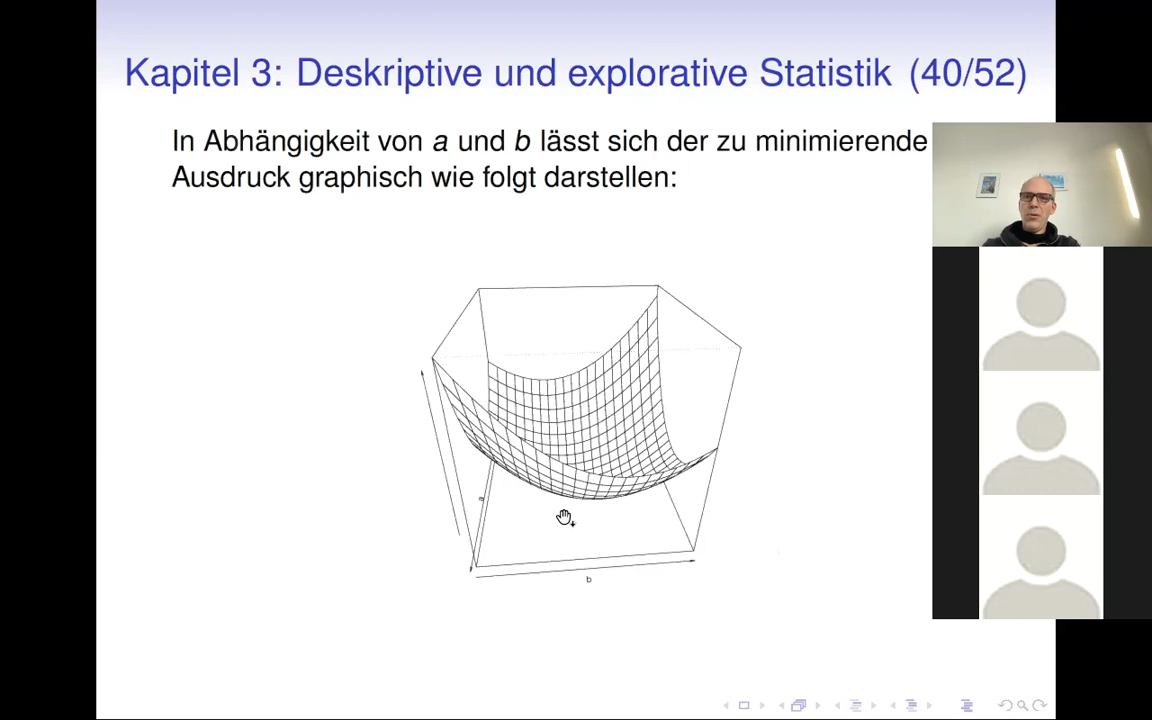 Kapitel 3: Deskriptive und explorative Statistik (40/52)
In Abhängigkeit von a und b lässt sich der zu minimierende
Ausdruck graphisch wie folgt darstellen:
a
b